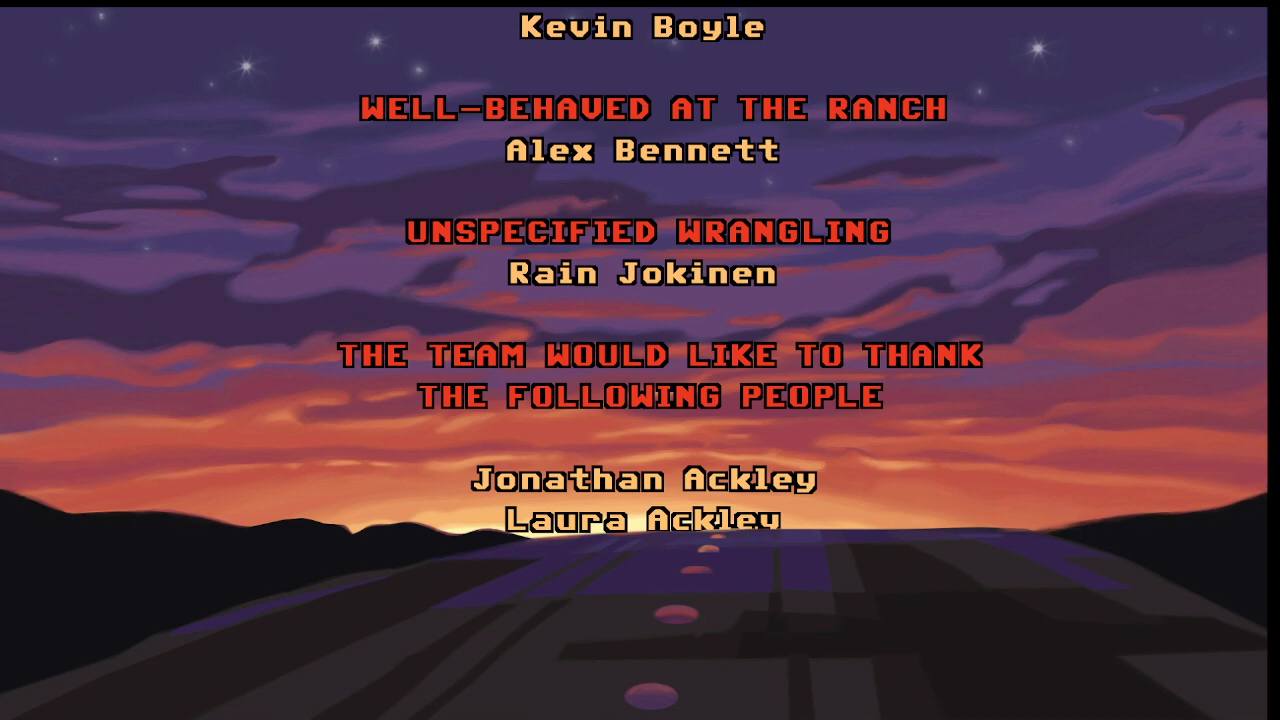 Kevin Boyle
WELL-BEHAVED AT THE RANCH
Alex Bennett
UNSPECIFIED WRANGLING
Rain Jokinen
THE TEAM WOULD LIKE TO THANK
THE FOLLOWING PEOPLE
Jonathan Ackley
Laura Ackley